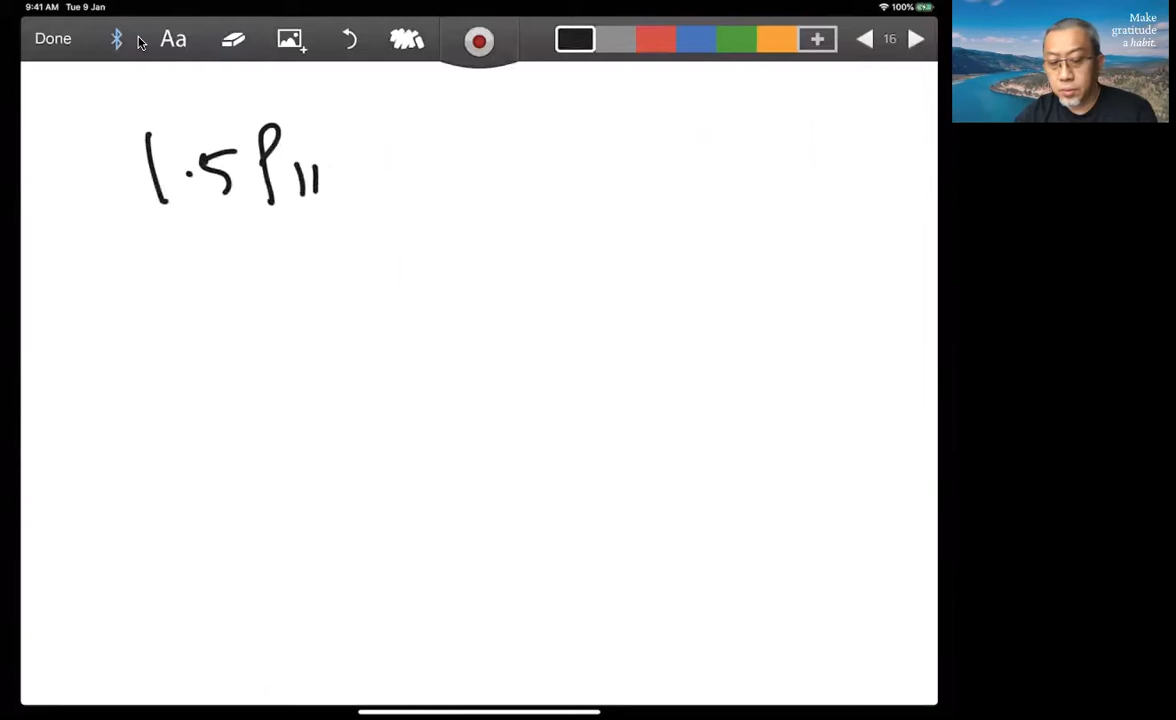 9:41 AM Tue 9 Jan
100%
Done
Aa
16
Make
gratitude
a habit.
1.5 P11